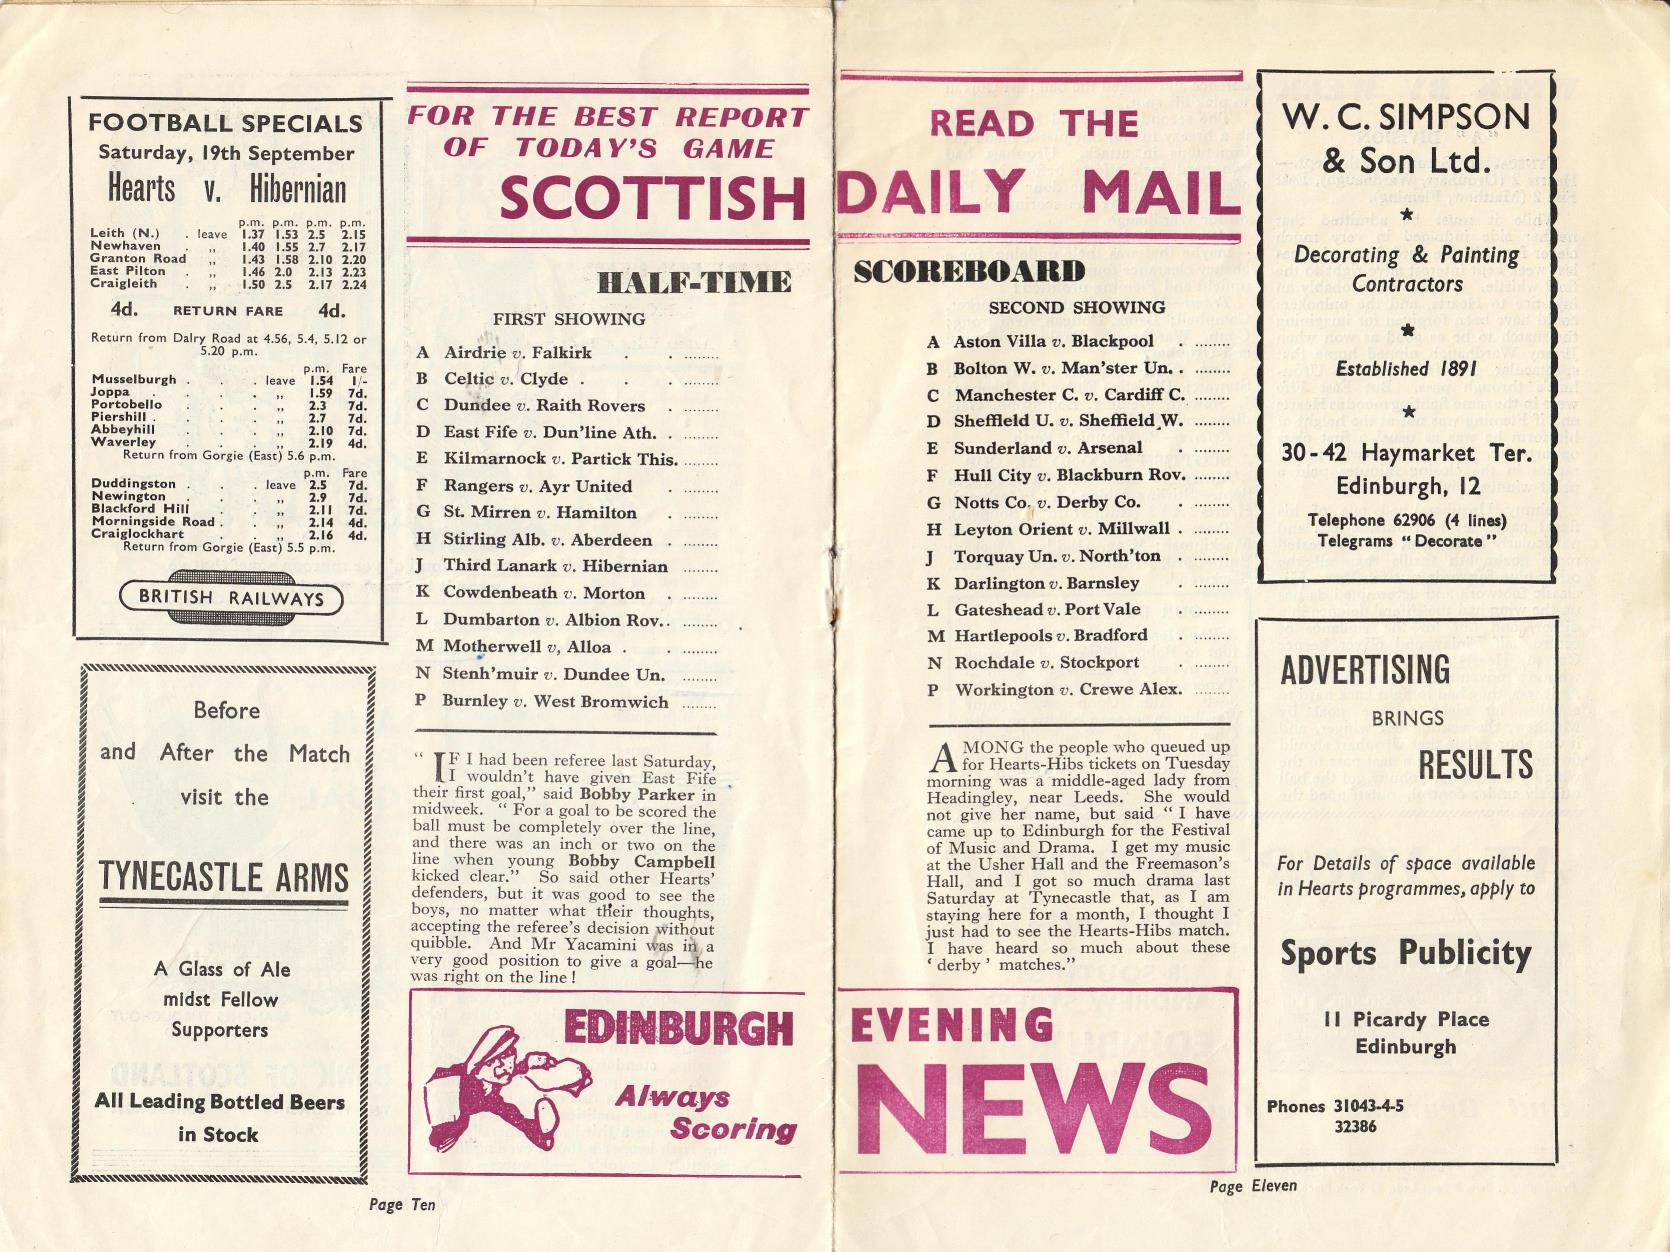 FOOTBALL SPECIALS
Saturday, 19th September
Hearts v. Hibernian
p.m. p.m. p.m. p.m.
Leith (N.) . leave 1.37 1.53 2.5 2.15
Newhaven . ,, 1.40 1.55 2.7 2.17
Granton Road ,, 1.43 1.58 2.10 2.20
East Pilton . ,, 1.46 2.0 2.13 2.23
Craigleith . ,, 1.50 2.5 2.17 2.24
4d. RETURN FARE 4d.
Return from Dalry Road at 4.56, 5.4, 5.12 or
5.20 p.m.
p.m. Fare
Musselburgh . . . leave 1.54 1/-
Joppa . . . . ,, 1.59 7d.
Portobello . . . ,, 2.3 7d.
Piershill . . . . ,, 2.7 7d.
Abbeyhill . . . ,, 2.10 7d.
Waverley . . . ,, 2.19 4d.
Return from Gorgie (East) 5.6 p.m.
p.m. Fare
Duddingston . . . leave 2.5 7d.
Newington . . . ,, 2.9 7d.
Blackford Hill . . ,, 2.11 7d.
Morningside Road . . ,, 2.14 4d.
Craiglockhart . . ,, 2.16 4d.
Return from Gorgie (East) 5.5 p.m.
BRITISH RAILWAYS
Before
and After the Match
visit the
TYNECASTLE ARMS
A Glass of Ale
midst Fellow
Supporters
All Leading Bottled Beers
in Stock
FOR THE BEST REPORT
OF TODAY'S GAME
SCOTTISH
HALF-TIME
FIRST SHOWING
A Airdrie v. Falkirk . . ........
B Celtic v. Clyde . . . ........
C Dundee v. Raith Rovers . ........
D East Fife v. Dun'line Ath. . ........
E Kilmarnock v. Partick This. ........
F Rangers v. Ayr United . ........
G St. Mirren v. Hamilton . ........
H Stirling Alb. v. Aberdeen . ........
J Third Lanark v. Hibernian ........
K Cowdenbeath v. Morton . ........
L Dumbarton v. Albion Rov. . ........
M Motherwell v, Alloa . . ........
N Stenh'muir v. Dundee Un. ........
P Burnley v. West Bromwich ........
" IF I had been referee last Saturday,
I wouldn't have given East Fife
their first goal," said Bobby Parker in
midweek. " For a goal to be scored the
ball must be completely over the line,
and there was an inch or two on the
line when young Bobby Campbell
kicked clear." So said other Hearts'
defenders, but it was good to see the
boys, no matter what their thoughts,
accepting the referee's decision without
quibble. And Mr Yacamini was in a
very good position to give a goal—he
was right on the line !
EDINBURGH
Always
Scoring
Page Ten
READ THE
DAILY MAIL
SCOREBOARD
SECOND SHOWING
A Aston Villa v. Blackpool . ........
B Bolton W. v. Man'ster Un. . ........
C Manchester C. v. Cardiff C. ........
D Sheffield U. v. Sheffield W. ........
E Sunderland v. Arsenal . ........
F Hull City v. Blackburn Rov. ........
G Notts Co. v. Derby Co. . ........
H Leyton Orient v. Millwall . ........
J Torquay Un. v. North'ton . ........
K Darlington v. Barnsley . ........
L Gateshead v. Port Vale . ........
M Hartlepools v. Bradford . ........
N Rochdale v. Stockport . ........
P Workington v. Crewe Alex. ........
AMONG the people who queued up
for Hearts-Hibs tickets on Tuesday
morning was a middle-aged lady from
Headingley, near Leeds. She would
not give her name, but said " I have
came up to Edinburgh for the Festival
of Music and Drama. I get my music
at the Usher Hall and the Freemason's
Hall, and I got so much drama last
Saturday at Tynecastle that, as I am
staying here for a month, I thought I
just had to see the Hearts-Hibs match.
I have heard so much about these
' derby ' matches."
EVENING
NEWS
W. C. SIMPSON
& Son Ltd.
Decorating & Painting
Contractors
Established 1891
30-42 Haymarket Ter.
Edinburgh, 12
Telephone 62906 (4 lines)
Telegrams " Decorate "
ADVERTISING
BRINGS
RESULTS
For Details of space available
in Hearts programmes, apply to
Sports Publicity
11 Picardy Place
Edinburgh
Phones 31043-4-5
32386
Page Eleven